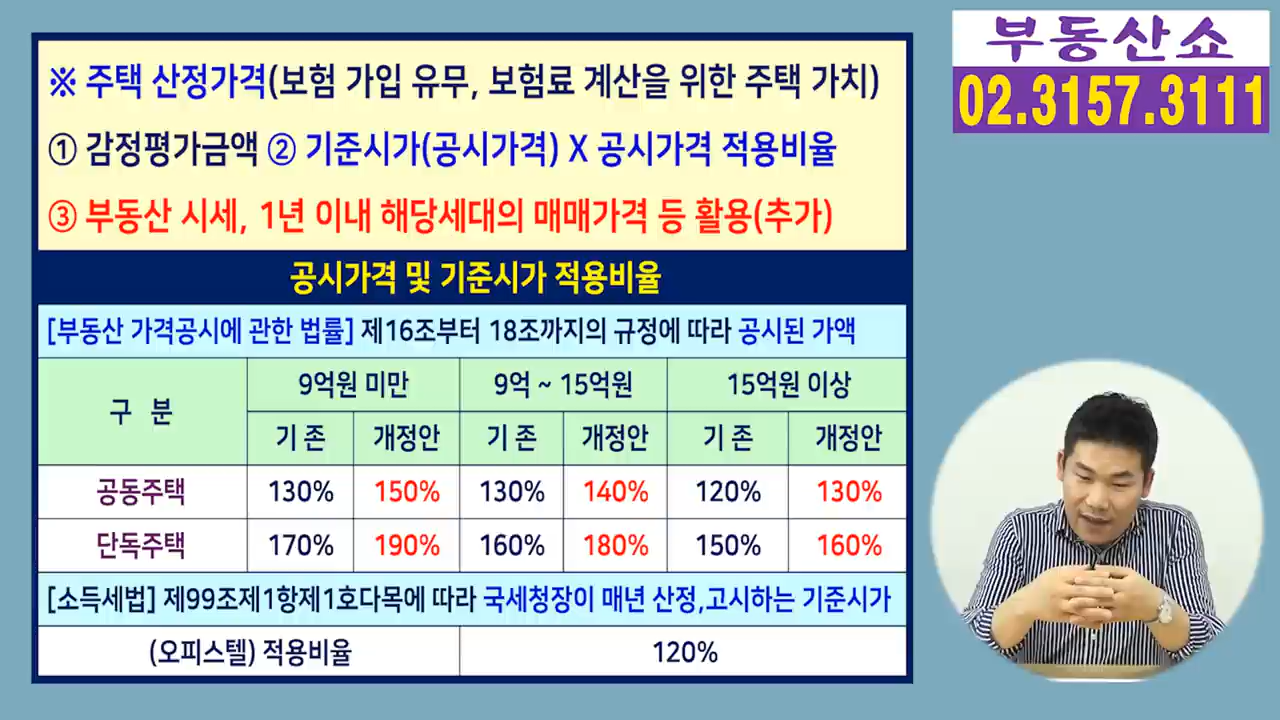 부동산쇼
02.3157.3111
※ 주택 산정가격(보험 가입 유무, 보험료 계산을 위한 주택 가치)
① 감정평가금액 ② 기준시가(공시가격) X 공시가격 적용비율
③ 부동산 시세, 1년 이내 해당세대의 매매가격 등 활용(추가)
공시가격 및 기준시가 적용비율
[부동산 가격공시에 관한 법률] 제16조부터 18조까지의 규정에 따라 공시된 가액
구 분 9억원 미만 9억 ~ 15억원 15억원 이상
기 존 개정안 기 존 개정안 기 존 개정안
공동주택 130% 150% 130% 140% 120% 130%
단독주택 170% 190% 160% 180% 150% 160%
[소득세법] 제99조제1항제1호다목에 따라 국세청장이 매년 산정,고시하는 기준시가
(오피스텔) 적용비율 120%